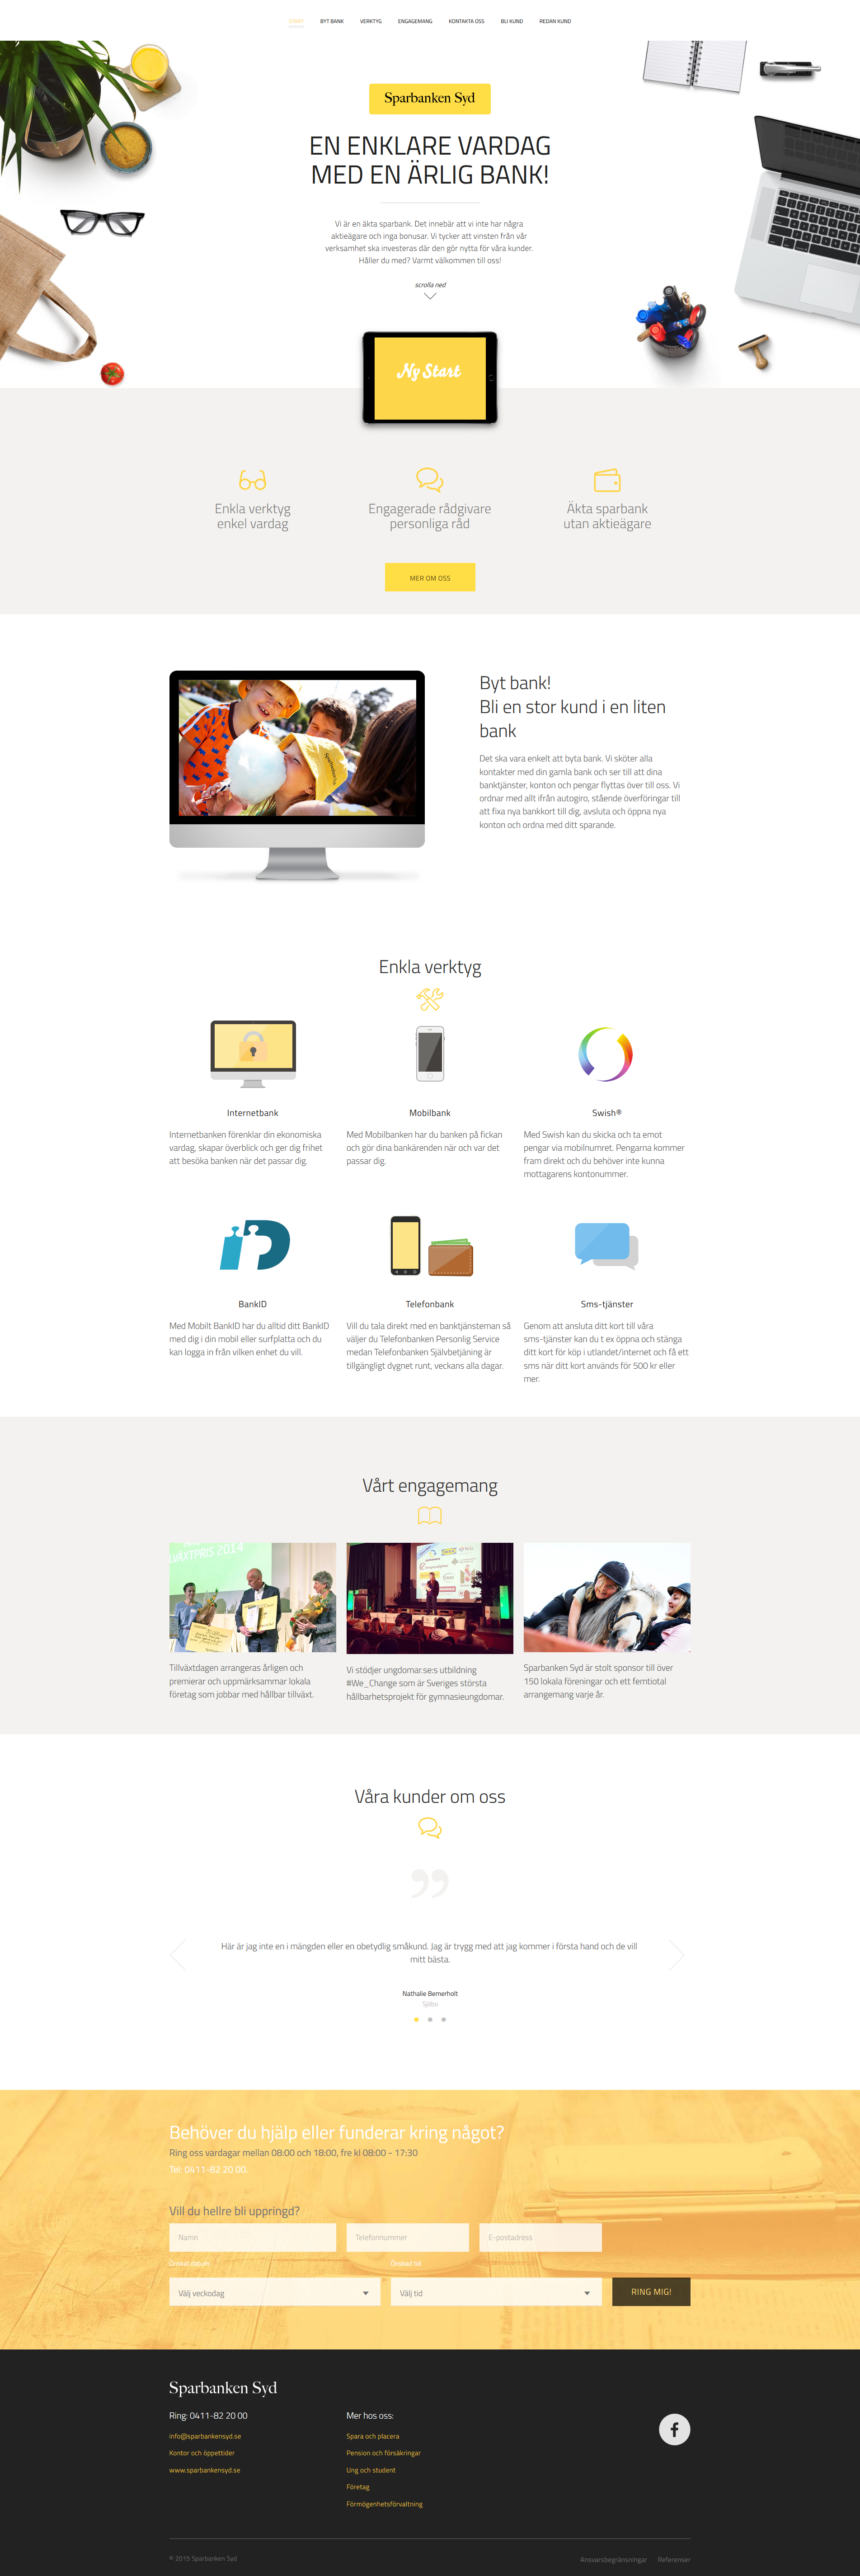 START BYT BANK VERKTYG ENGAGEMANG KONTAKTA OSS BLI KUND REDAN KUND
Sparbanken Syd
EN ENKLARE VARDAG
MED EN ÄRLIG BANK!
Vi är en äkta sparbank. Det innebär att vi inte har några
aktieägare och inga bonusar. Vi tycker att vinsten från vår
verksamhet ska investeras där den gör nytta för våra kunder.
Håller du med? Varmt välkommen till oss!
scrolla ned
Ny Start
Enkla verktyg
enkel vardag
Engagerade rådgivare
personliga råd
Äkta sparbank
utan aktieägare
MER OM OSS
Sparbanken Syd
Byt bank!
Bli en stor kund i en liten
bank
Det ska vara enkelt att byta bank. Vi sköter alla
kontakter med din gamla bank och ser till att dina
banktjänster, konton och pengar flyttas över till oss. Vi
ordnar med allt ifrån autogiro, stående överföringar till
att fixa nya bankkort till dig, avsluta och öppna nya
konton och ordna med ditt sparande.
Enkla verktyg
Internetbank
Internetbanken förenklar din ekonomiska
vardag, skapar överblick och ger dig frihet
att besöka banken när det passar dig.
Mobilbank
Med Mobilbanken har du banken på fickan
och gör dina bankärenden när och var det
passar dig.
Swish®
Med Swish kan du skicka och ta emot
pengar via mobilnumret. Pengarna kommer
fram direkt och du behöver inte kunna
mottagarens kontonummer.
BankID
Med Mobilt BankID har du alltid ditt BankID
med dig i din mobil eller surfplatta och du
kan logga in från vilken enhet du vill.
Telefonbank
Vill du tala direkt med en banktjänsteman så
väljer du Telefonbanken Personlig Service
medan Telefonbanken Självbetjäning är
tillgängligt dygnet runt, veckans alla dagar.
Sms-tjänster
Genom att ansluta ditt kort till våra
sms-tjänster kan du t ex öppna och stänga
ditt kort för köp i utlandet/internet och få ett
sms när ditt kort används för 500 kr eller
mer.
Vårt engagemang
VÄXTPRIS 2014
Tillväxtdagen arrangeras årligen och
premierar och uppmärksammar lokala
företag som jobbar med hållbar tillväxt.
Vi stödjer ungdomar.se:s utbildning
#We_Change som är Sveriges största
hållbarhetsprojekt för gymnasieungdomar.
Sparbanken Syd är stolt sponsor till över
150 lokala föreningar och ett femtiotal
arrangemang varje år.
Våra kunder om oss
”
Här är jag inte en i mängden eller en obetydlig småkund. Jag är trygg med att jag kommer i första hand och de vill
mitt bästa.
Nathalie Bernerholt
Sjöbo
Behöver du hjälp eller funderar kring något?
Ring oss vardagar mellan 08:00 och 18:00, fre kl 08:00 - 17:30
Tel: 0411-82 20 00.
Vill du hellre bli uppringd?
Namn
Telefonnummer
E-postadress
Önskat datum
Önskad tid
Välj veckodag
Välj tid
RING MIG!
Sparbanken Syd
Ring: 0411-82 20 00
info@sparbankensyd.se
Kontor och öppettider
www.sparbankensyd.se
Mer hos oss:
Spara och placera
Pension och försäkringar
Ung och student
Företag
Förmögenhetsförvaltning
© 2015 Sparbanken Syd
Ansvarsbegränsningar Referenser